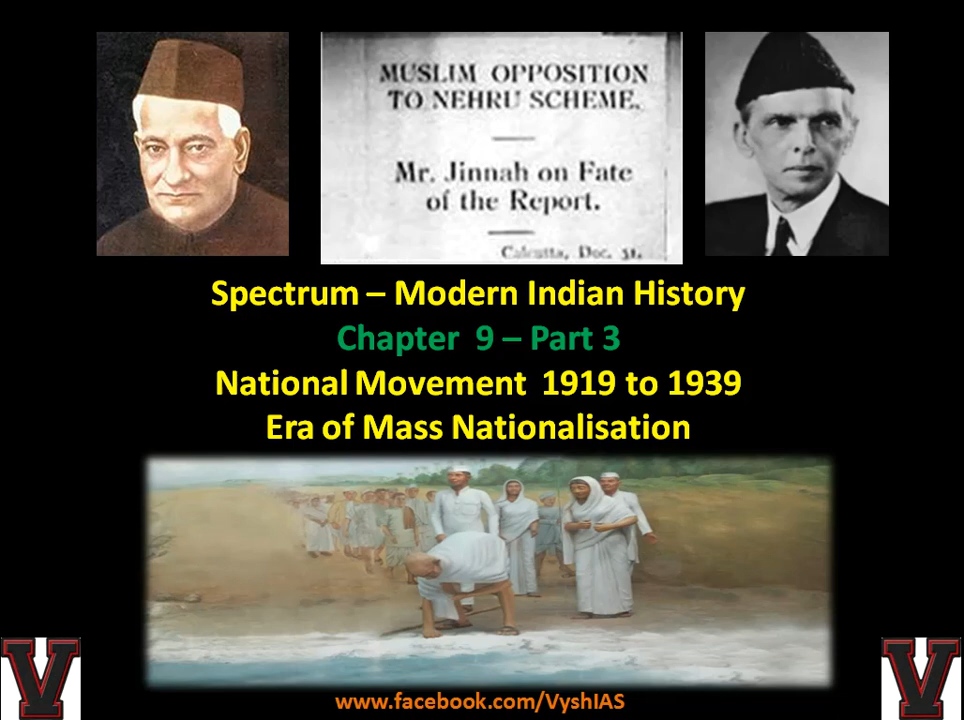 MUSLIM OPPOSITION
TO NEHRU SCHEME.
Mr. Jinnah on Fate
of the Report.
Calcutta, Dec. 31.
Spectrum – Modern Indian History
Chapter 9 – Part 3
National Movement 1919 to 1939
Era of Mass Nationalisation
V
V
www.facebook.com/VyshIAS